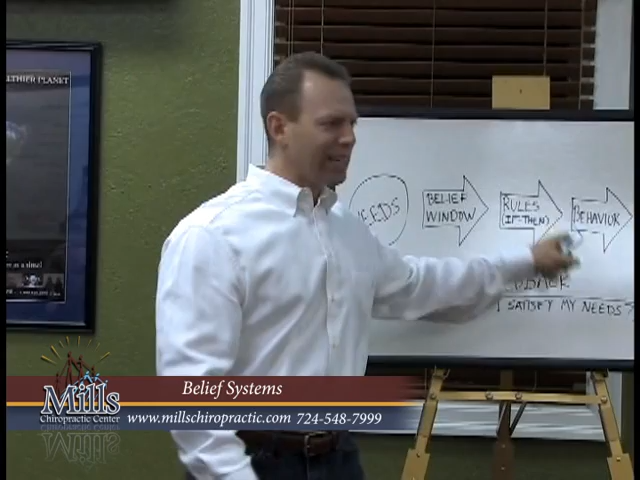 LTHIER PLANET
NEEDS
BELIEF
WINDOW
RULES
(IF-THEN)
BEHAVIOR
SATISFY MY NEEDS?
Belief Systems
Mills
Chiropractic Center
www.millschiropractic.com 724-548-7999